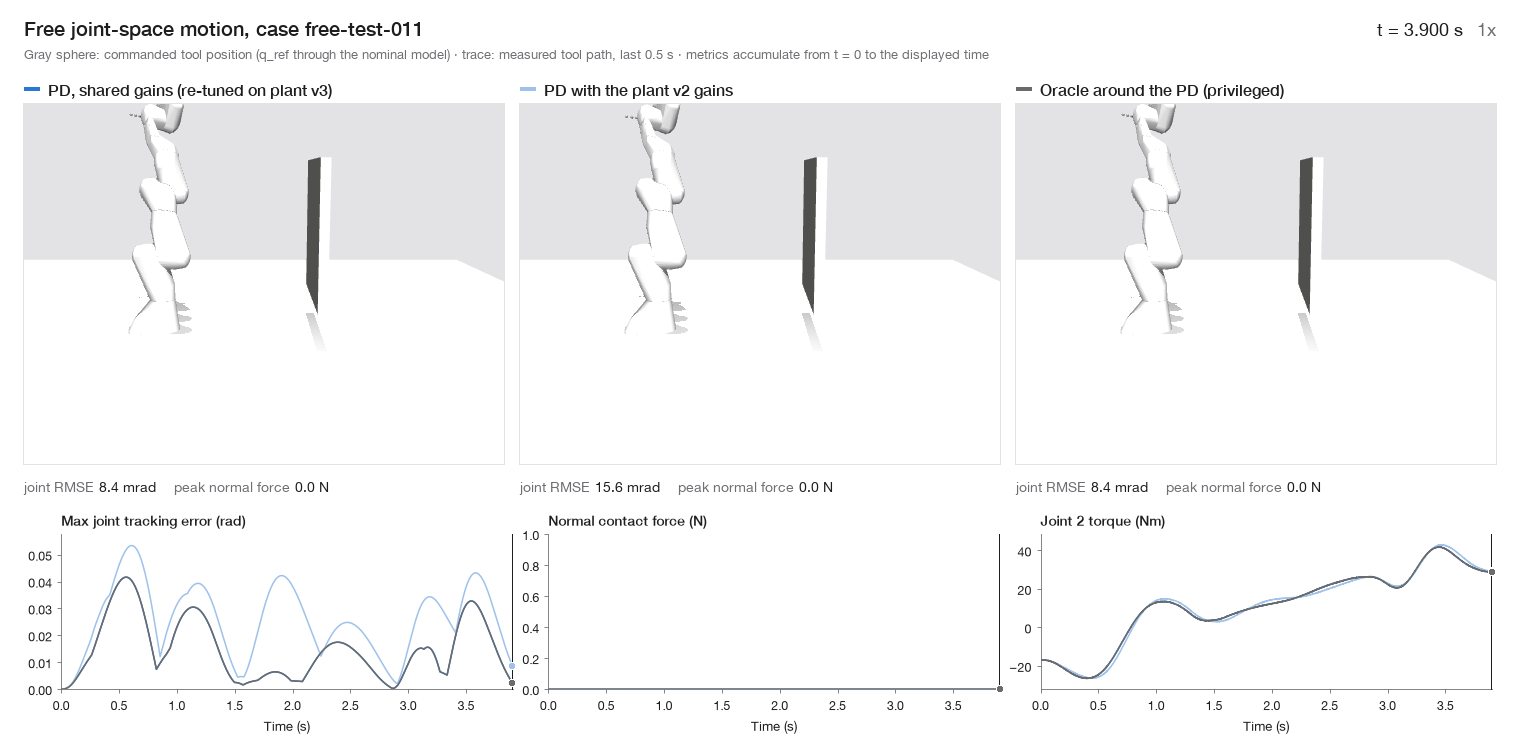 Free joint-space motion, case free-test-011
t = 3.900 s 1x
Gray sphere: commanded tool position (q_ref through the nominal model) · trace: measured tool path, last 0.5 s · metrics accumulate from t = 0 to the displayed time
PD, shared gains (re-tuned on plant v3)
PD with the plant v2 gains
Oracle around the PD (privileged)
joint RMSE 8.4 mrad peak normal force 0.0 N
joint RMSE 15.6 mrad peak normal force 0.0 N
joint RMSE 8.4 mrad peak normal force 0.0 N
Max joint tracking error (rad)
0.05
0.04
0.03
0.02
0.01
0.00
0.0 0.5 1.0 1.5 2.0 2.5 3.0 3.5
Time (s)
Normal contact force (N)
1.0
0.8
0.6
0.4
0.2
0.0
0.0 0.5 1.0 1.5 2.0 2.5 3.0 3.5
Time (s)
Joint 2 torque (Nm)
40
20
0
−20
0.0 0.5 1.0 1.5 2.0 2.5 3.0 3.5
Time (s)